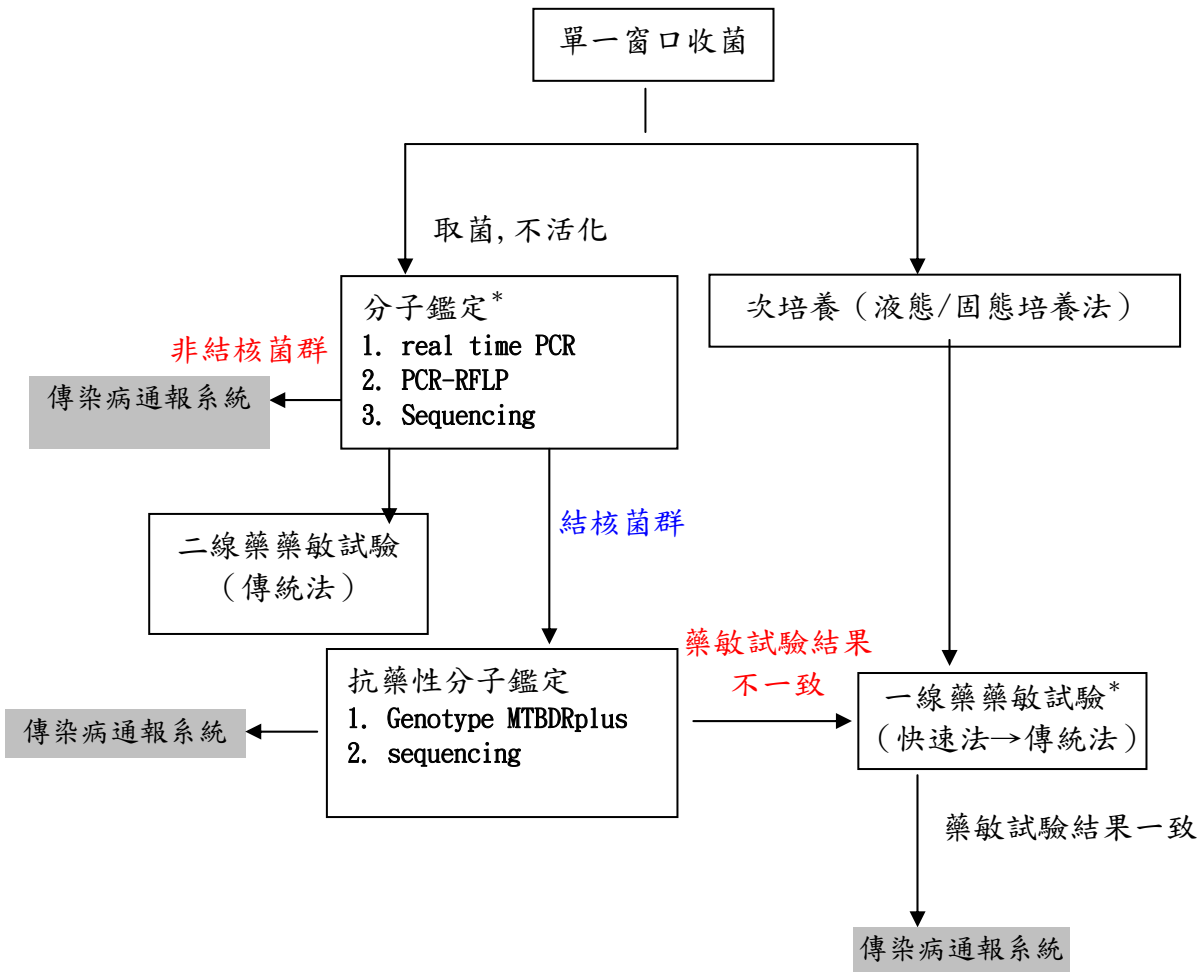 單一窗口收菌
取菌,不活化
分子鑑定*
1. real time PCR
2. PCR-RFLP
3. Sequencing
次培養（液態/固態培養法）
非結核菌群
傳染病通報系統
結核菌群
二線藥藥敏試驗
（傳統法）
藥敏試驗結果
不一致
抗藥性分子鑑定
1. Genotype MTBDRplus
2. sequencing
傳染病通報系統
一線藥藥敏試驗*
（快速法→傳統法）
藥敏試驗結果一致
傳染病通報系統